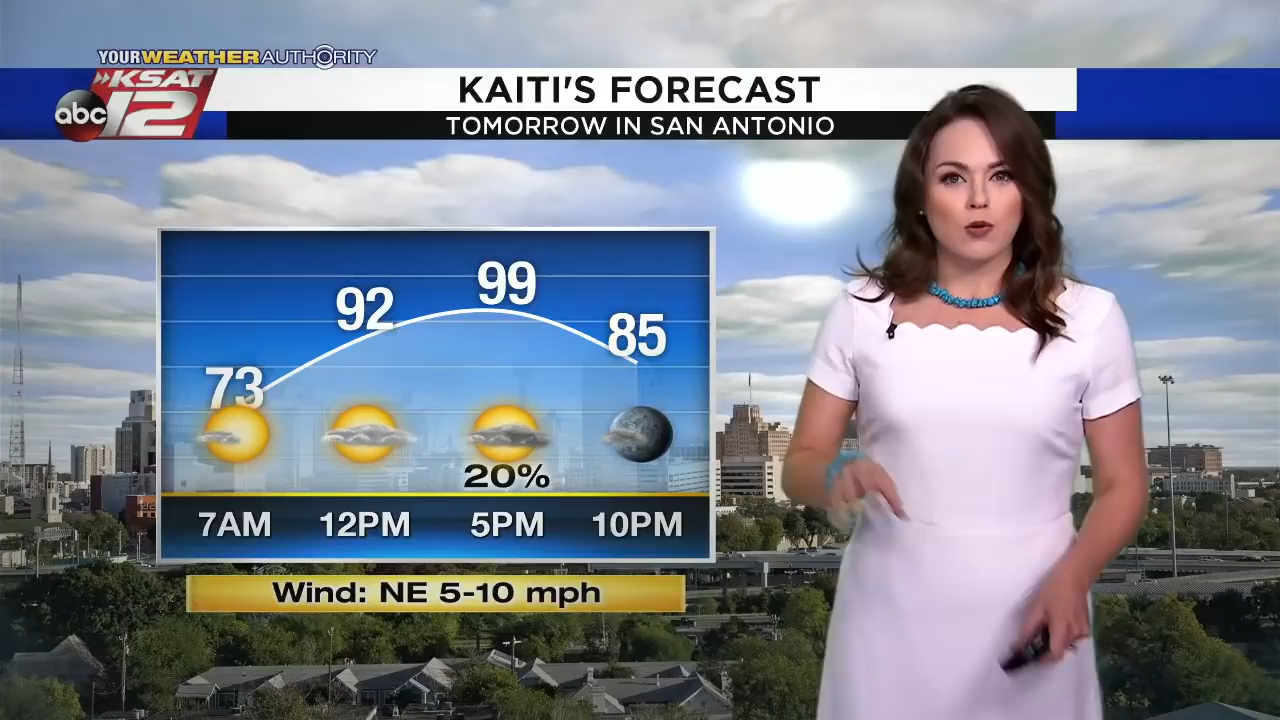 YOURWEATHERAUTHORITY
KSAT
abc 12
KAITI'S FORECAST
TOMORROW IN SAN ANTONIO
73 92 99 85
20%
7AM 12PM 5PM 10PM
Wind: NE 5-10 mph